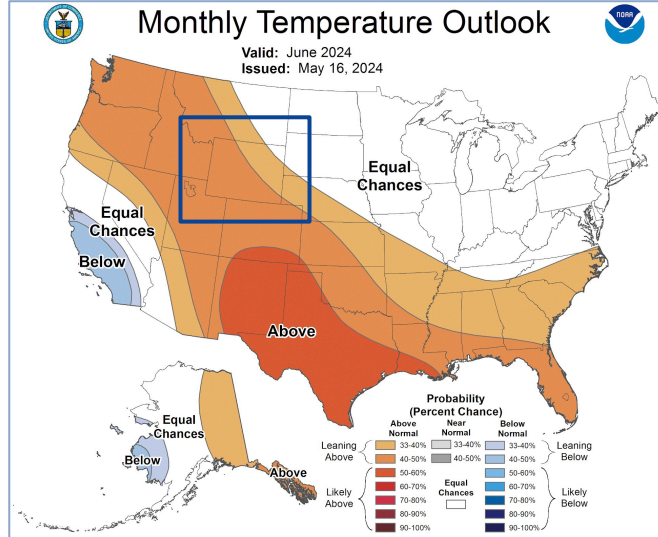 Monthly Temperature Outlook
NOAA
Valid: June 2024
Issued: May 16, 2024
Equal
Chances
Equal
Chances
Below
Above
Equal
Chances
Below
Above
Probability
(Percent Chance)
Above
Normal
Near
Normal
Below
Normal
Leaning
Above
33-40%
40-50%
33-40%
40-50%
33-40%
40-50%
Leaning
Below
Likely
Above
50-60%
60-70%
70-80%
80-90%
90-100%
Equal
Chances
50-60%
60-70%
70-80%
80-90%
90-100%
Likely
Below